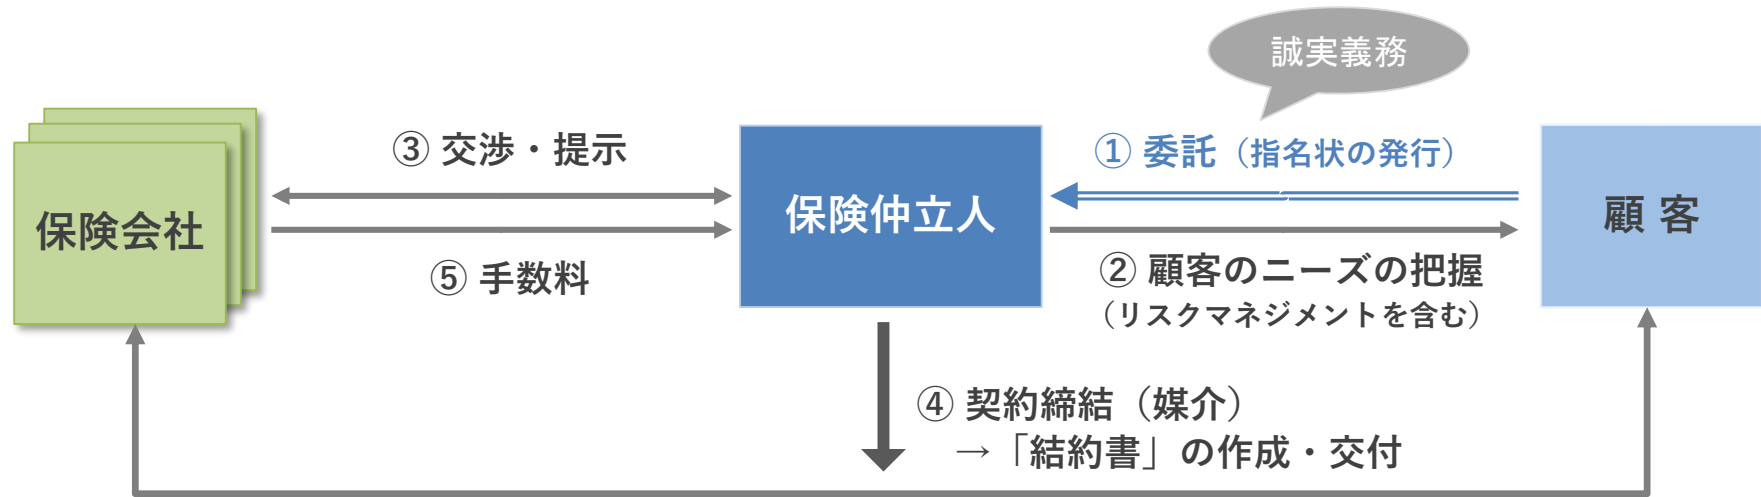 誠実義務
③ 交渉・提示
① 委託（指名状の発行）
保険会社
保険仲立人
顧 客
⑤ 手数料
② 顧客のニーズの把握
（リスクマネジメントを含む）
④ 契約締結（媒介）
→「結約書」の作成・交付